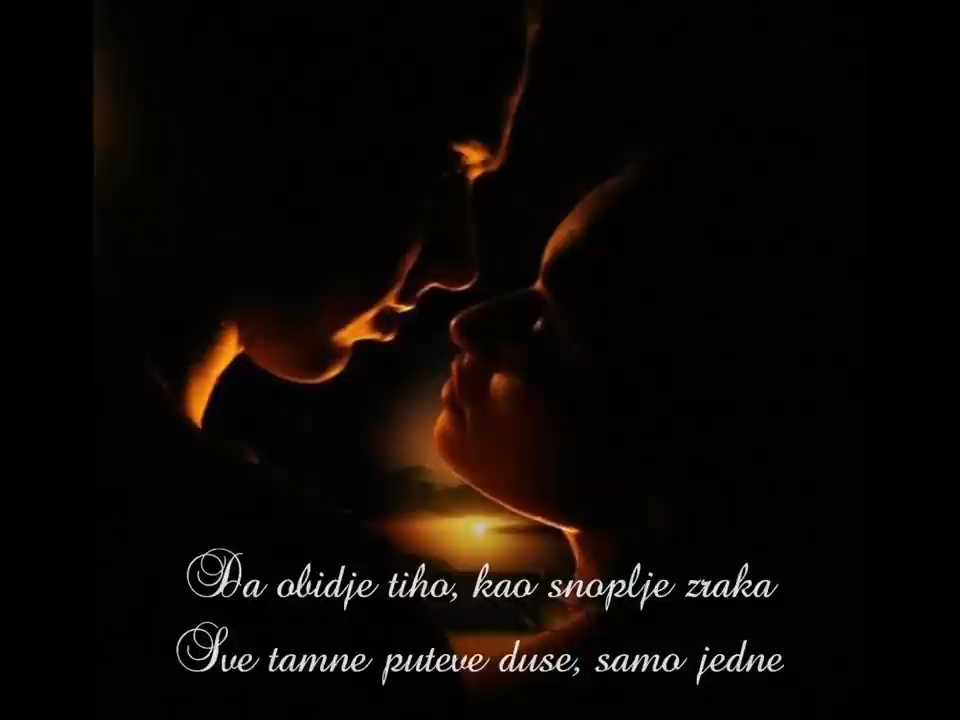 Da obidje tiho, kao snoplje zraka
Sve tamne puteve duse, samo jedne